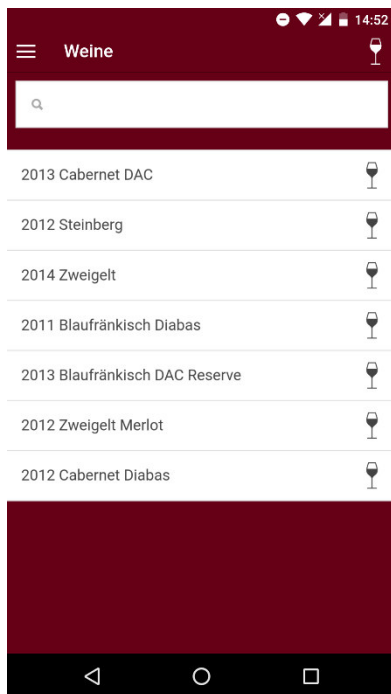 14:52
Weine
2013 Cabernet DAC
2012 Steinberg
2014 Zweigelt
2011 Blaufränkisch Diabas
2013 Blaufränkisch DAC Reserve
2012 Zweigelt Merlot
2012 Cabernet Diabas